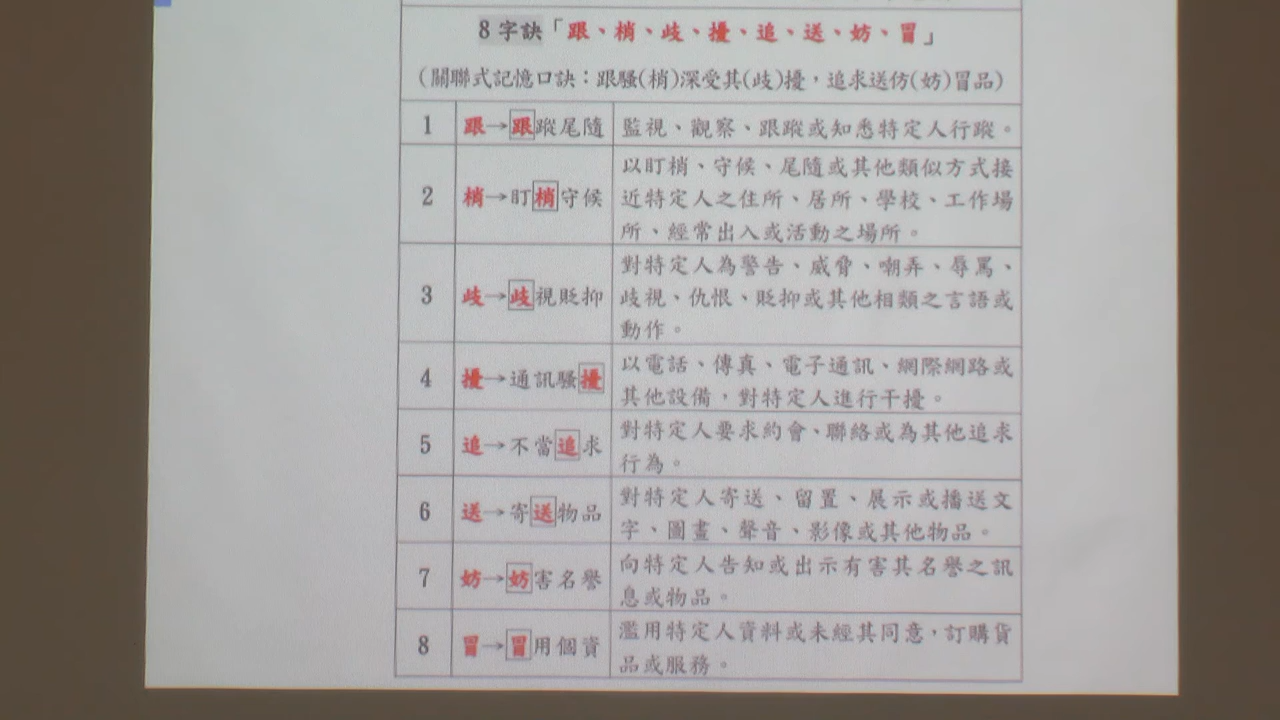 8字訣「跟、梢、歧、擾、追、送、妨、冒」
(關聯式記憶口訣：跟騷(梢)深受其(歧)擾，追求送仿(妨)冒品)
1 跟→跟蹤尾隨 監視、觀察、跟蹤或知悉特定人行蹤。
2 梢→盯梢守候 以盯梢、守候、尾隨或其他類似方式接
近特定人之住所、居所、學校、工作場
所、經常出入或活動之場所。
3 歧→歧視貶抑 對特定人為警告、威脅、嘲弄、辱罵、
歧視、仇恨、貶抑或其他相類之言語或
動作。
4 擾→通訊騷擾 以電話、傳真、電子通訊、網際網路或
其他設備，對特定人進行干擾。
5 追→不當追求 對特定人要求約會、聯絡或為其他追求
行為。
6 送→寄送物品 對特定人寄送、留置、展示或播送文
字、圖畫、聲音、影像或其他物品。
7 妨→妨害名譽 向特定人告知或出示有害其名譽之訊
息或物品。
8 冒→冒用個資 濫用特定人資料或未經其同意，訂購貨
品或服務。